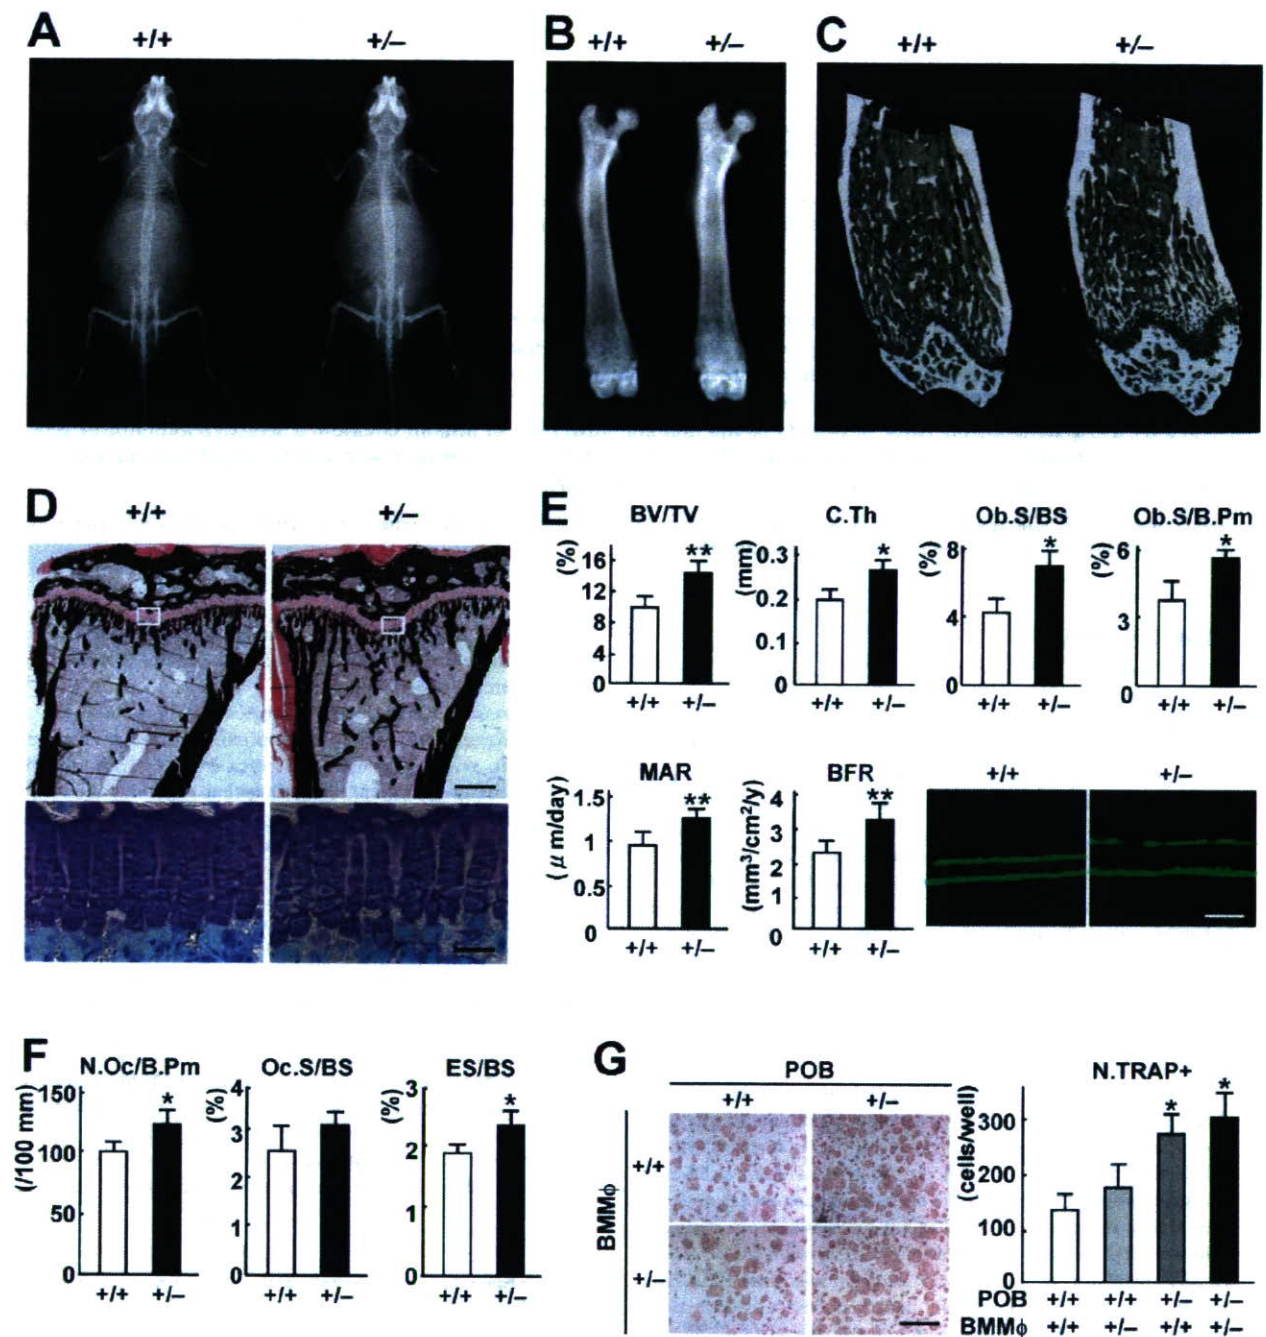 A +/+ +/–
B +/+ +/–
C +/+ +/–
D +/+ +/–
E
BV/TV
(%)
16
12
10
8
4
0
+/+ +/–
**
C.Th
(mm)
0.3
0.2
0.1
0
+/+ +/–
*
Ob.S/BS
(%)
8
4
0
+/+ +/–
*
Ob.S/B.Pm
(%)
6
3
0
+/+ +/–
*
MAR
(μm/day)
1.5
1
0.5
0
+/+ +/–
**
BFR
(mm³/cm²/y)
4
3
2
1
0
+/+ +/–
**
+/+ +/–
F
N.Oc/B.Pm
(/100 mm)
150
100
50
0
+/+ +/–
*
Oc.S/BS
(%)
4
3
2
1
0
+/+ +/–
ES/BS
(%)
3
2
1
0
+/+ +/–
*
G
POB
+/+ +/–
BMMϕ
+/+
+/–
N.TRAP+
(cells/well)
300
200
100
0
* *
POB +/+ +/+ +/– +/–
BMMϕ +/+ +/– +/+ +/–